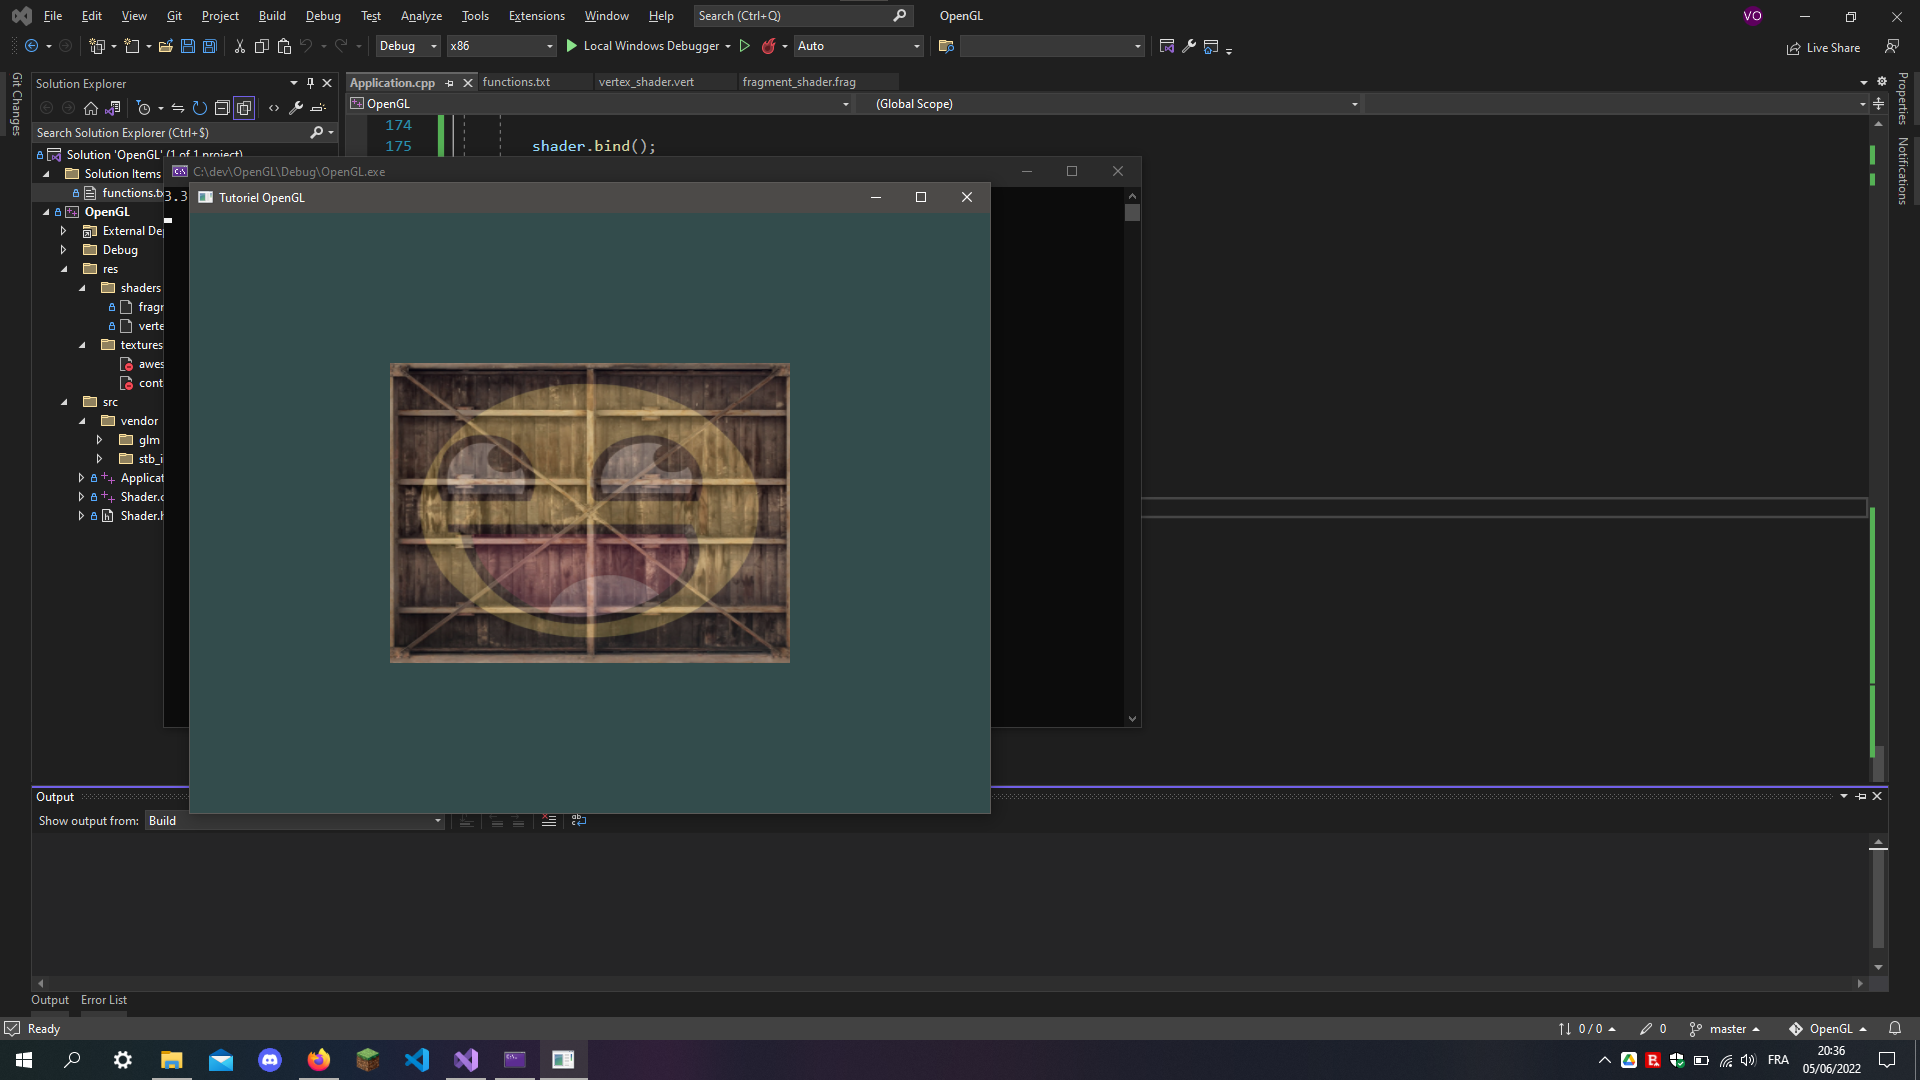 File Edit View Git Project Build Debug Test Analyze Tools Extensions Window Help Search (Ctrl+Q) OpenGL VO
Debug x86 Local Windows Debugger Auto Live Share
Git Changes
Solution Explorer
Search Solution Explorer (Ctrl+$)
Solution 'OpenGL' (1 of 1 project)
Solution Items
functions.tx
OpenGL
External De
Debug
res
shaders
fragr
verte
textures
awes
cont
src
vendor
glm
stb_i
Applicat
Shader.c
Shader.h
Application.cpp functions.txt vertex_shader.vert fragment_shader.frag
OpenGL (Global Scope)
174
175 shader.bind();
Properties
Notifications
C:\dev\OpenGL\Debug\OpenGL.exe
3.3
Tutoriel OpenGL
Output
Show output from: Build
Output Error List
Ready 0 / 0 0 master OpenGL
FRA 20:36
05/06/2022